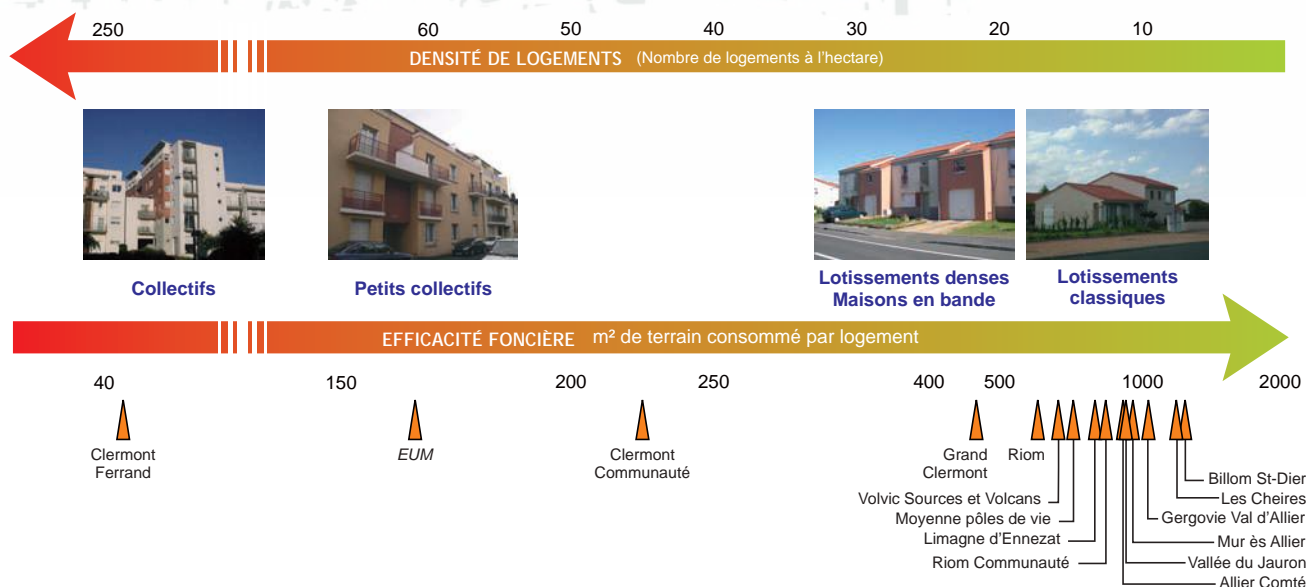 250 60 50 40 30 20 10
DENSITÉ DE LOGEMENTS (Nombre de logements à l'hectare)
Collectifs
Petits collectifs
Lotissements denses
Maisons en bande
Lotissements
classiques
EFFICACITÉ FONCIÈRE m² de terrain consommé par logement
40 150 200 250 400 500 1000 2000
Clermont
Ferrand
EUM
Clermont
Communauté
Grand
Clermont
Riom
Volvic Sources et Volcans
Moyenne pôles de vie
Limagne d'Ennezat
Riom Communauté
Billom St-Dier
Les Cheires
Gergovie Val d'Allier
Mur ès Allier
Vallée du Jauron
Allier Comté